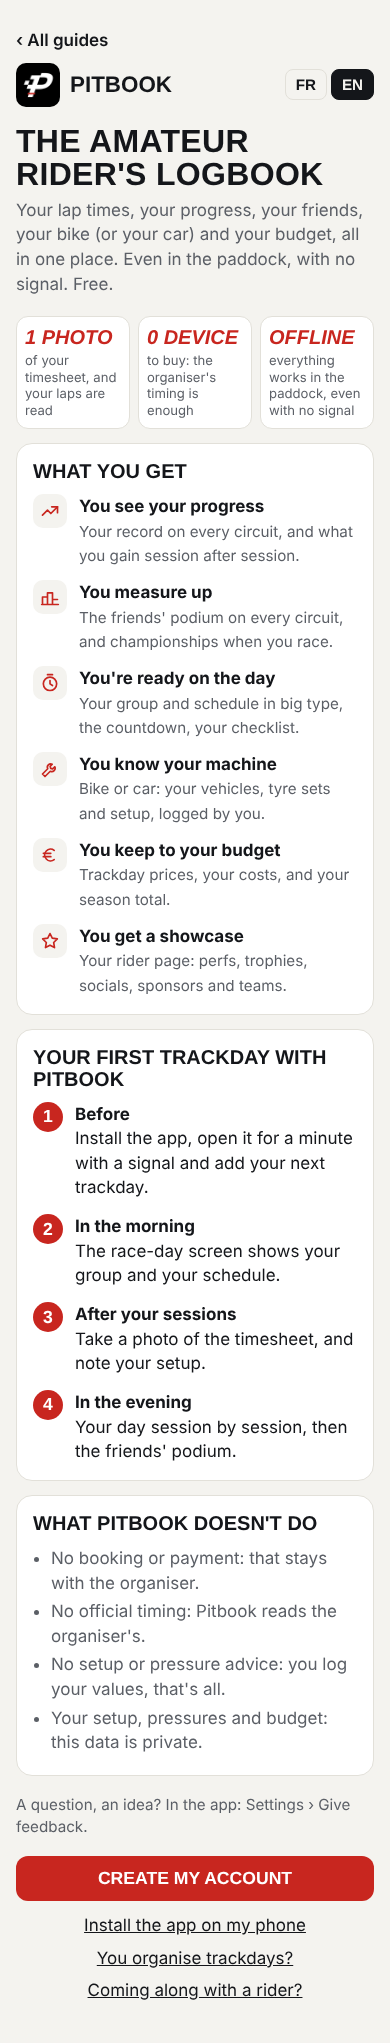 ‹ All guides
PITBOOK
FR EN
THE AMATEUR
RIDER'S LOGBOOK
Your lap times, your progress, your friends,
your bike (or your car) and your budget, all
in one place. Even in the paddock, with no
signal. Free.
1 PHOTO
of your
timesheet, and
your laps are
read
0 DEVICE
to buy: the
organiser's
timing is
enough
OFFLINE
everything
works in the
paddock, even
with no signal
WHAT YOU GET
You see your progress
Your record on every circuit, and what
you gain session after session.
You measure up
The friends' podium on every circuit,
and championships when you race.
You're ready on the day
Your group and schedule in big type,
the countdown, your checklist.
You know your machine
Bike or car: your vehicles, tyre sets
and setup, logged by you.
€
You keep to your budget
Trackday prices, your costs, and your
season total.
You get a showcase
Your rider page: perfs, trophies,
socials, sponsors and teams.
YOUR FIRST TRACKDAY WITH
PITBOOK
1 Before
Install the app, open it for a minute
with a signal and add your next
trackday.
2 In the morning
The race-day screen shows your
group and your schedule.
3 After your sessions
Take a photo of the timesheet, and
note your setup.
4 In the evening
Your day session by session, then
the friends' podium.
WHAT PITBOOK DOESN'T DO
• No booking or payment: that stays
with the organiser.
• No official timing: Pitbook reads the
organiser's.
• No setup or pressure advice: you log
your values, that's all.
• Your setup, pressures and budget:
this data is private.
A question, an idea? In the app: Settings › Give
feedback.
CREATE MY ACCOUNT
Install the app on my phone
You organise trackdays?
Coming along with a rider?